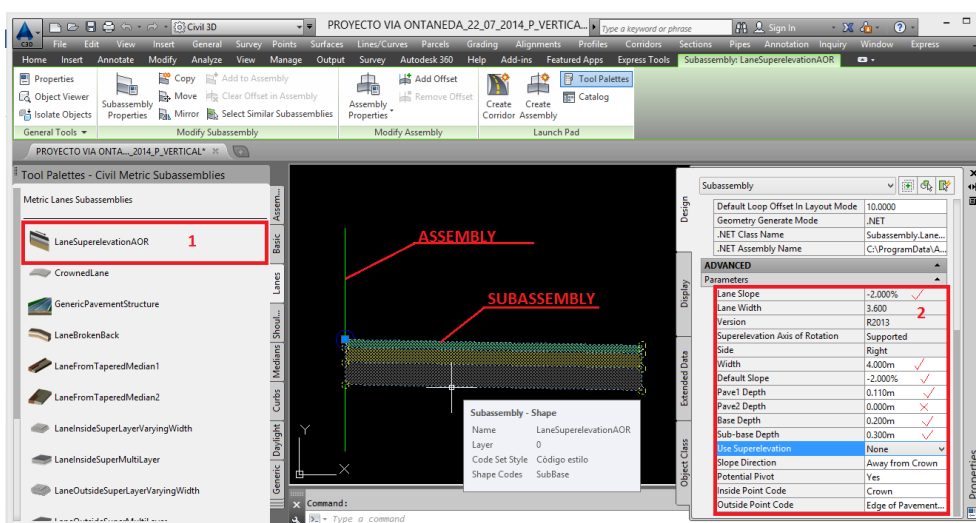 Civil 3D
PROYECTO VIA ONTANEDA_22_07_2014_P_VERTICA...
Type a keyword or phrase
Sign In
C3D
File Edit View Insert General Survey Points Surfaces Lines/Curves Parcels Grading Alignments Profiles Corridors Sections Pipes Annotation Inquiry Window Express
Home Insert Annotate Modify Analyze View Manage Output Survey Autodesk 360 Help Add-ins Featured Apps Express Tools Subassembly: LaneSuperelevationAOR
Properties
Object Viewer
Isolate Objects
General Tools
Subassembly Properties
Copy
Move
Mirror
Add to Assembly
Clear Offset in Assembly
Select Similar Subassemblies
Modify Subassembly
Assembly Properties
Add Offset
Remove Offset
Modify Assembly
Create Corridor
Create Assembly
Tool Palettes
Catalog
Launch Pad
PROYECTO VIA ONTA..._2014_P_VERTICAL*
Tool Palettes - Civil Metric Subassemblies
Metric Lanes Subassemblies
LaneSuperelevationAOR 1
CrownedLane
GenericPavementStructure
LaneBrokenBack
LaneFromTaperedMedian1
LaneFromTaperedMedian2
LaneInsideSuperLayerVaryingWidth
LaneInsideSuperMultiLayer
LaneOutsideSuperLayerVaryingWidth
LaneOutsideSuperMultiLayer
Assem...
Basic
Lanes
Shoul...
Medians
Curbs
Daylight
Generic
ASSEMBLY
SUBASSEMBLY
Y
X
Subassembly - Shape
Name LaneSuperelevationAOR
Layer 0
Code Set Style Código estilo
Shape Codes SubBase
Command:
Type a command
Design
Display
Extended Data
Object Class
Subassembly
Default Loop Offset In Layout Mode 10.0000
Geometry Generate Mode .NET
.NET Class Name Subassembly.Lane...
.NET Assembly Name C:\ProgramData\A...
ADVANCED
Parameters
Lane Slope -2.000%
2
Lane Width 3.600
Version R2013
Superelevation Axis of Rotation Supported
Side Right
Width 4.000m
Default Slope -2.000%
Pave1 Depth 0.110m
Pave2 Depth 0.000m
Base Depth 0.200m
Sub-base Depth 0.300m
Use Superelevation None
Slope Direction Away from Crown
Potential Pivot Yes
Inside Point Code Crown
Outside Point Code Edge of Pavement...
Properties